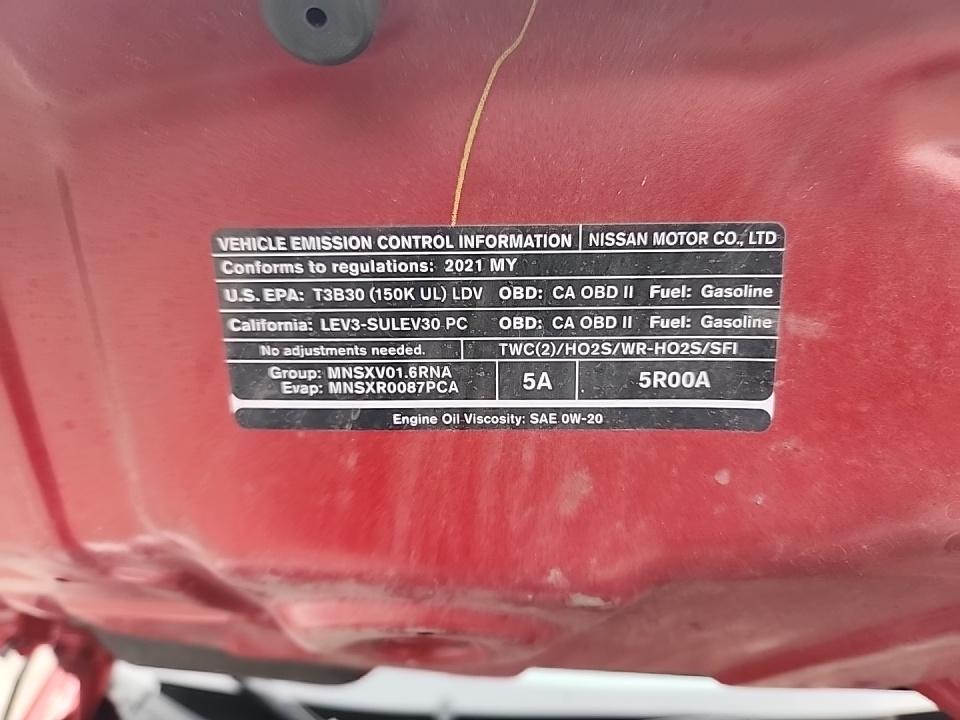 VEHICLE EMISSION CONTROL INFORMATION NISSAN MOTOR CO., LTD
Conforms to regulations: 2021 MY
U.S. EPA: T3B30 (150K UL) LDV OBD: CA OBD II Fuel: Gasoline
California: LEV3-SULEV30 PC OBD: CA OBD II Fuel: Gasoline
No adjustments needed. TWC(2)/HO2S/WR-HO2S/SFI
Group: MNSXV01.6RNA
Evap: MNSXR0087PCA
5A 5R00A
Engine Oil Viscosity: SAE 0W-20